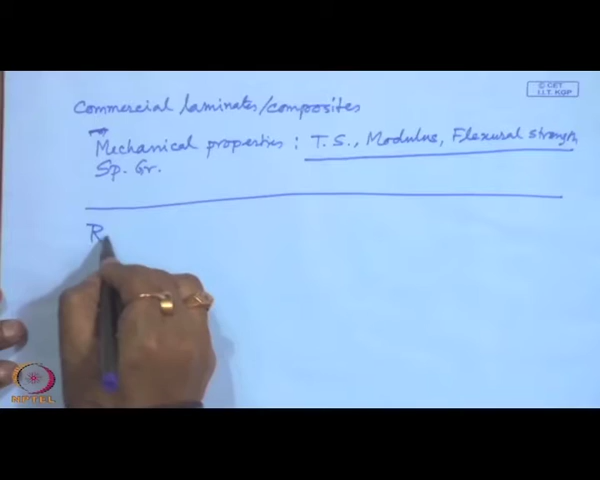 © CET
I.I.T. KGP
Commercial laminates/composites
Mechanical properties : T.S., Modulus, Flexural strength,
Sp. Gr.
R
NPTEL